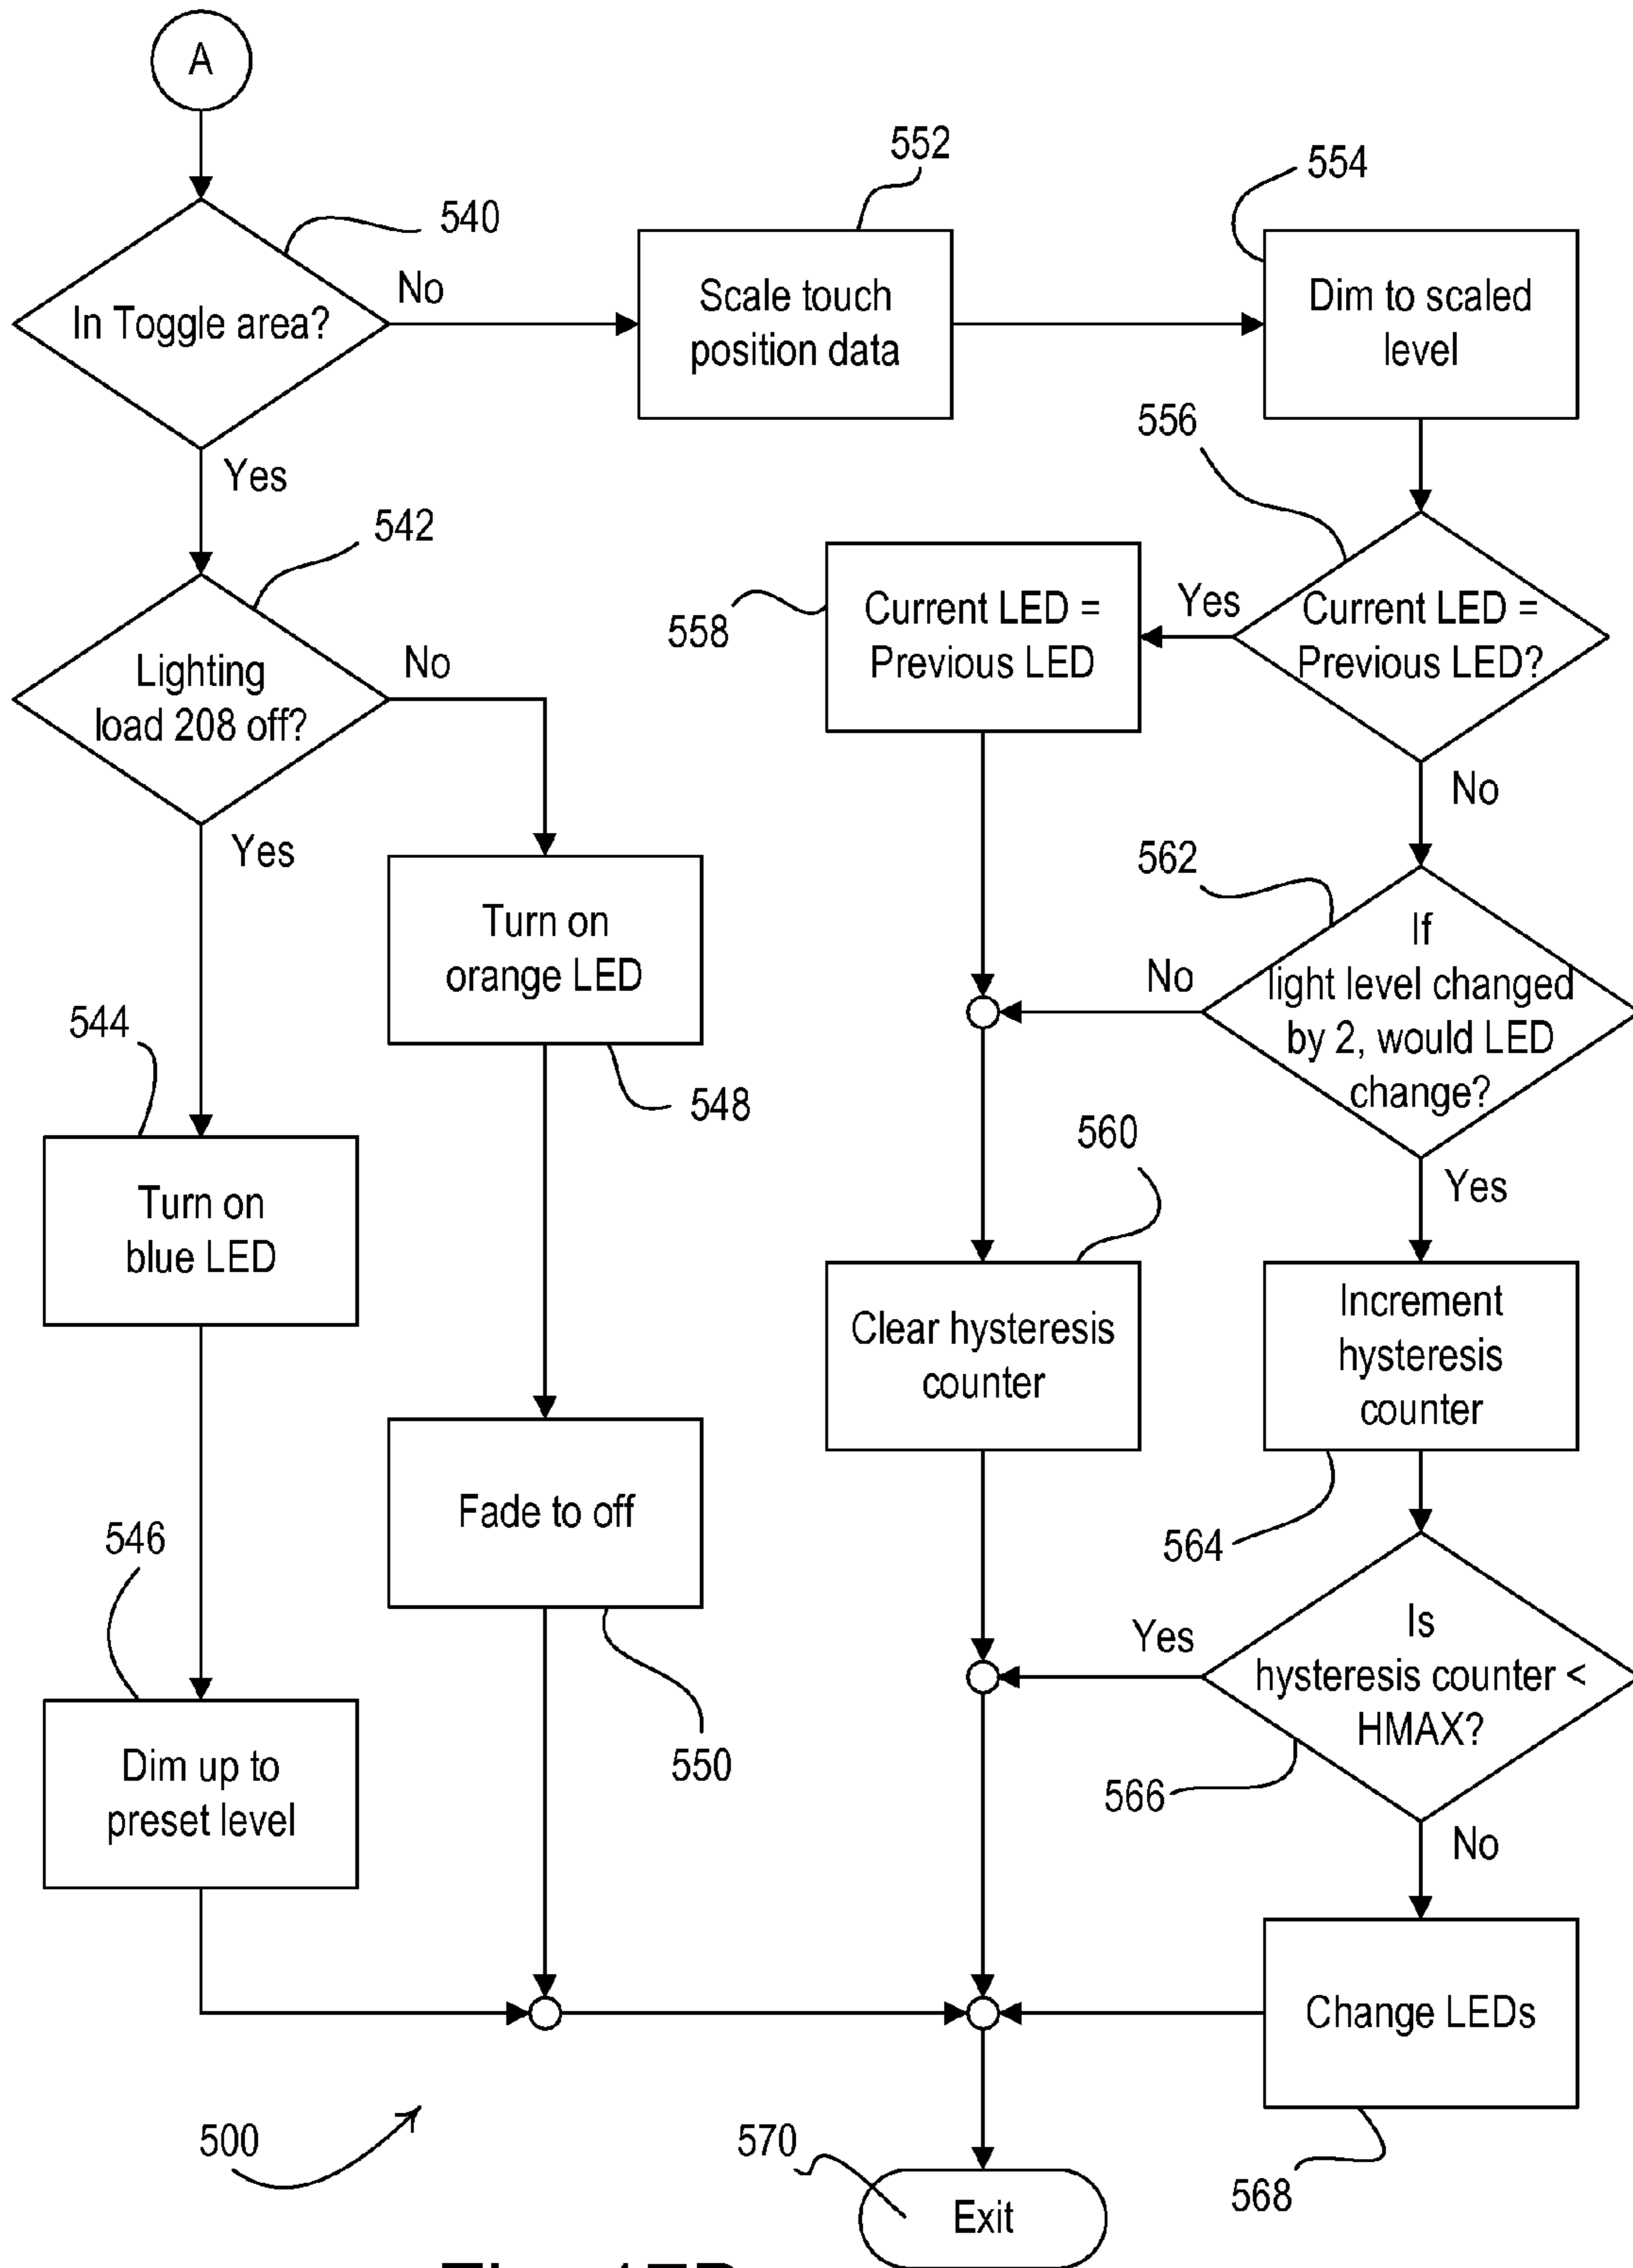 A
552
554
540
No
In Toggle area?
Scale touch
position data
Dim to scaled
level
556
Yes
542
558
Current LED =
Previous LED
Yes
Current LED =
Previous LED?
Lighting
load 208 off?
No
No
Yes
562
Turn on
orange LED
If
light level changed
by 2, would LED
change?
No
544
548
560
Yes
Turn on
blue LED
Clear hysteresis
counter
Increment
hysteresis
counter
546
Fade to off
564
Yes
Is
hysteresis counter <
HMAX?
Dim up to
preset level
550
566
No
Change LEDs
500
570
568
Exit